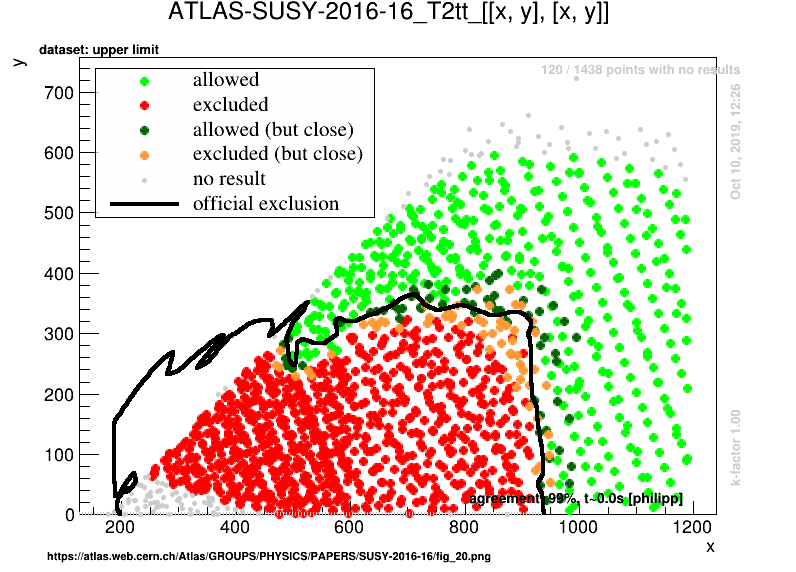 ATLAS-SUSY-2016-16_T2tt_[[x, y], [x, y]]
dataset: upper limit
y
120 / 1438 points with no results
allowed
excluded
allowed (but close)
excluded (but close)
no result
official exclusion
Oct 10, 2019, 12:26
k-factor 1.00
700
600
500
400
300
200
100
0
agreement: 99%, t~0.0s [philipp]
200 400 600 800 1000 1200
x
https://atlas.web.cern.ch/Atlas/GROUPS/PHYSICS/PAPERS/SUSY-2016-16/fig_20.png